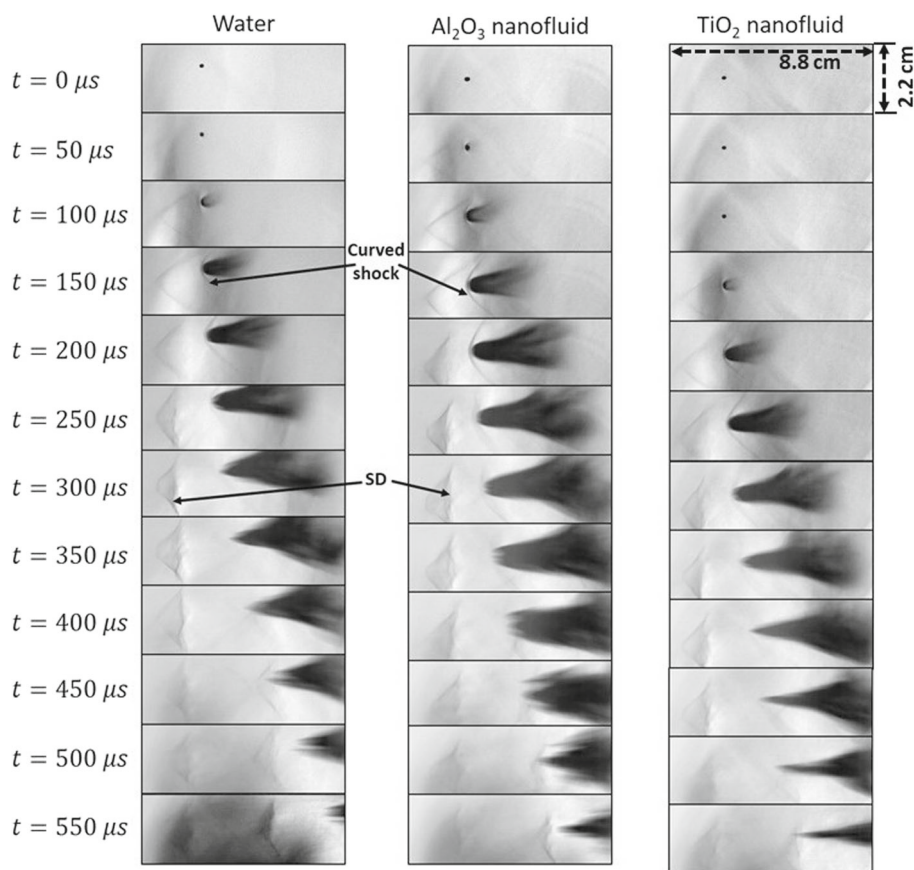 Water
Al₂O₃ nanofluid
TiO₂ nanofluid
8.8 cm
2.2 cm
t = 0 μs
t = 50 μs
t = 100 μs
Curved
shock
t = 150 μs
t = 200 μs
t = 250 μs
t = 300 μs
SD
t = 350 μs
t = 400 μs
t = 450 μs
t = 500 μs
t = 550 μs